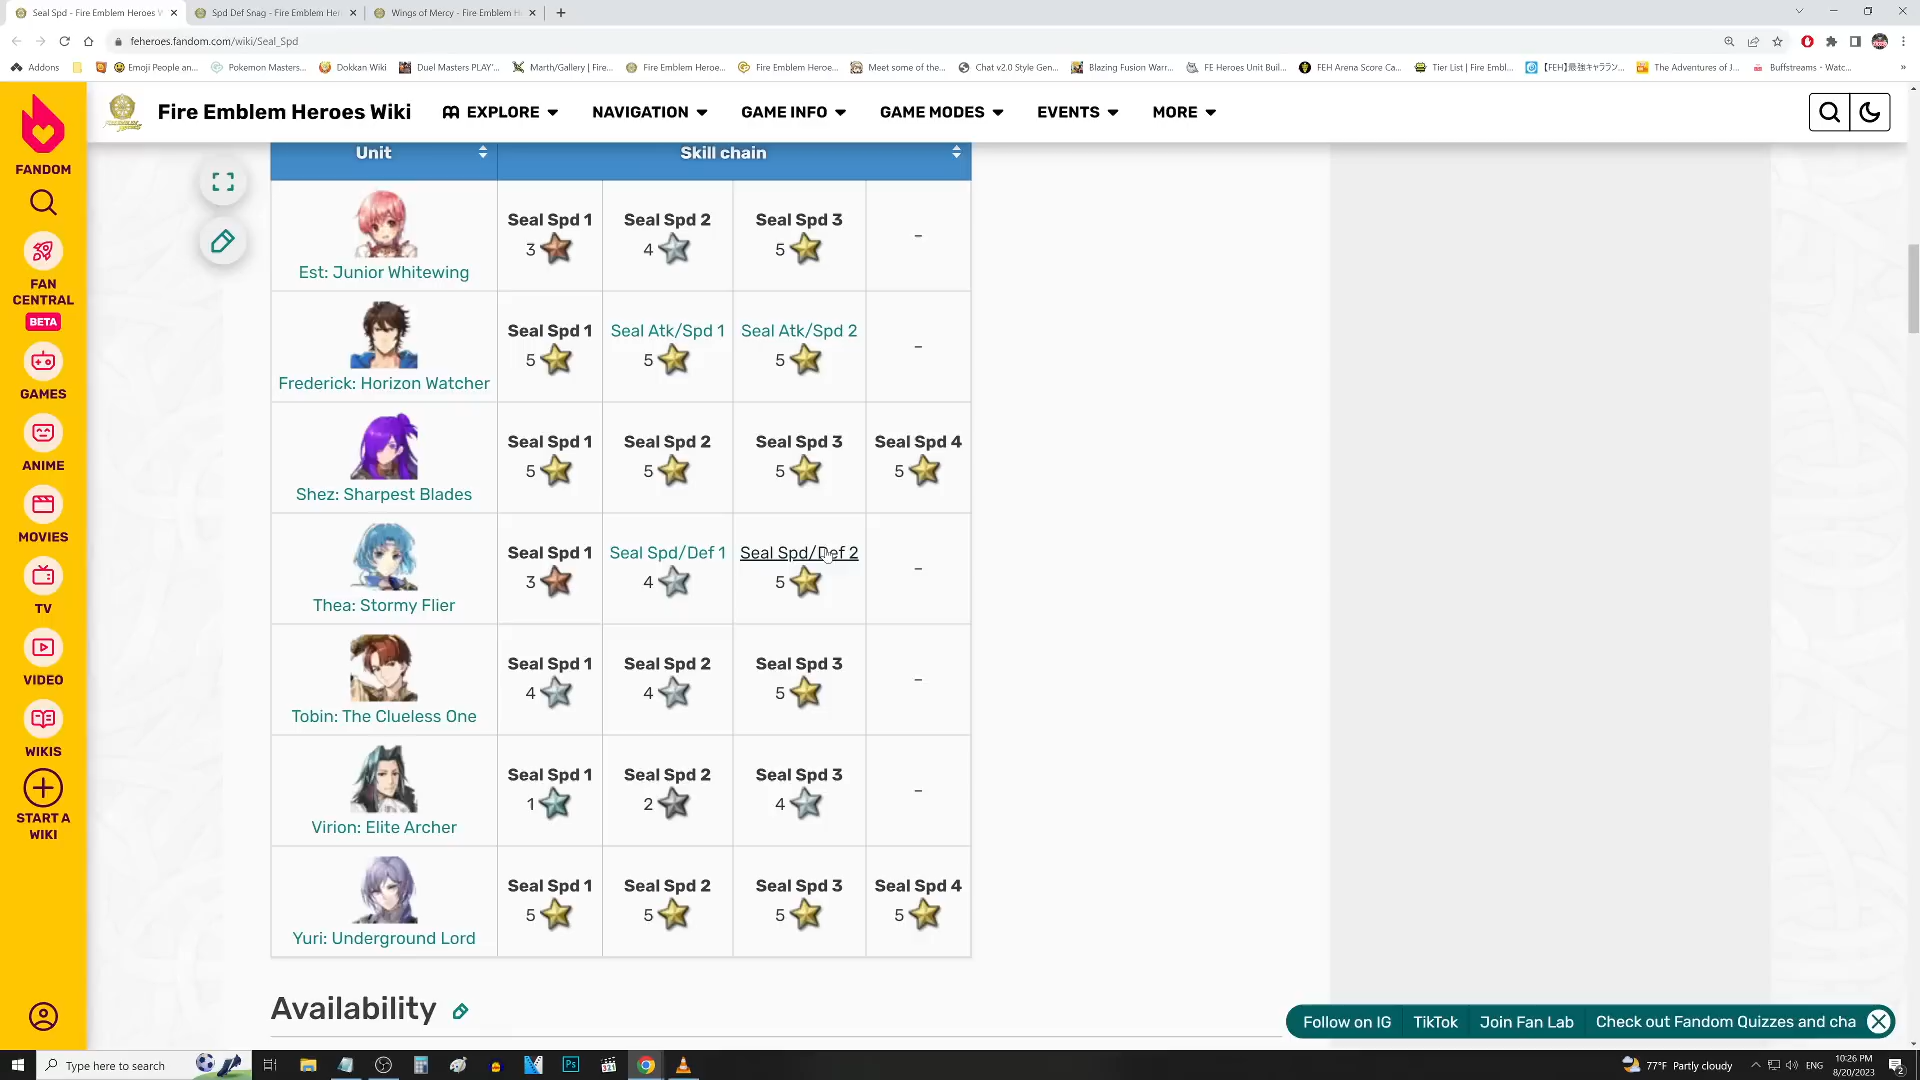 Seal Spd - Fire Emblem Heroes W
Spd Def Snag - Fire Emblem Her
Wings of Mercy - Fire Emblem H
feheroes.fandom.com/wiki/Seal_Spd
Addons
Emoji People an...
Pokemon Masters...
Dokkan Wiki
Duel Masters PLAY'...
Marth/Gallery | Fire...
Fire Emblem Heroe...
Fire Emblem Heroe...
Meet some of the...
Chat v2.0 Style Gen...
Blazing Fusion Warr...
FE Heroes Unit Buil...
FEH Arena Score Ca...
Tier List | Fire Embl...
【FEH】最強キャララン...
The Adventures of J...
Buffstreams - Watc...
»
Fire Emblem Heroes Wiki
EXPLORE
NAVIGATION
GAME INFO
GAME MODES
EVENTS
MORE
FANDOM
FAN
CENTRAL
BETA
GAMES
ANIME
MOVIES
TV
VIDEO
WIKIS
START A
WIKI
Unit Skill chain
Seal Spd 1 Seal Spd 2 Seal Spd 3
3 4 5 –
Est: Junior Whitewing
Seal Spd 1 Seal Atk/Spd 1 Seal Atk/Spd 2
5 5 5 –
Frederick: Horizon Watcher
Seal Spd 1 Seal Spd 2 Seal Spd 3 Seal Spd 4
5 5 5 5
Shez: Sharpest Blades
Seal Spd 1 Seal Spd/Def 1 Seal Spd/Def 2
3 4 5 –
Thea: Stormy Flier
Seal Spd 1 Seal Spd 2 Seal Spd 3
4 4 5 –
Tobin: The Clueless One
Seal Spd 1 Seal Spd 2 Seal Spd 3
1 2 4 –
Virion: Elite Archer
Seal Spd 1 Seal Spd 2 Seal Spd 3 Seal Spd 4
5 5 5 5
Yuri: Underground Lord
Availability
Follow on IG
TikTok
Join Fan Lab
Check out Fandom Quizzes and cha
Type here to search
Ps
321
77°F Partly cloudy
ENG
10:26 PM
8/20/2023
2